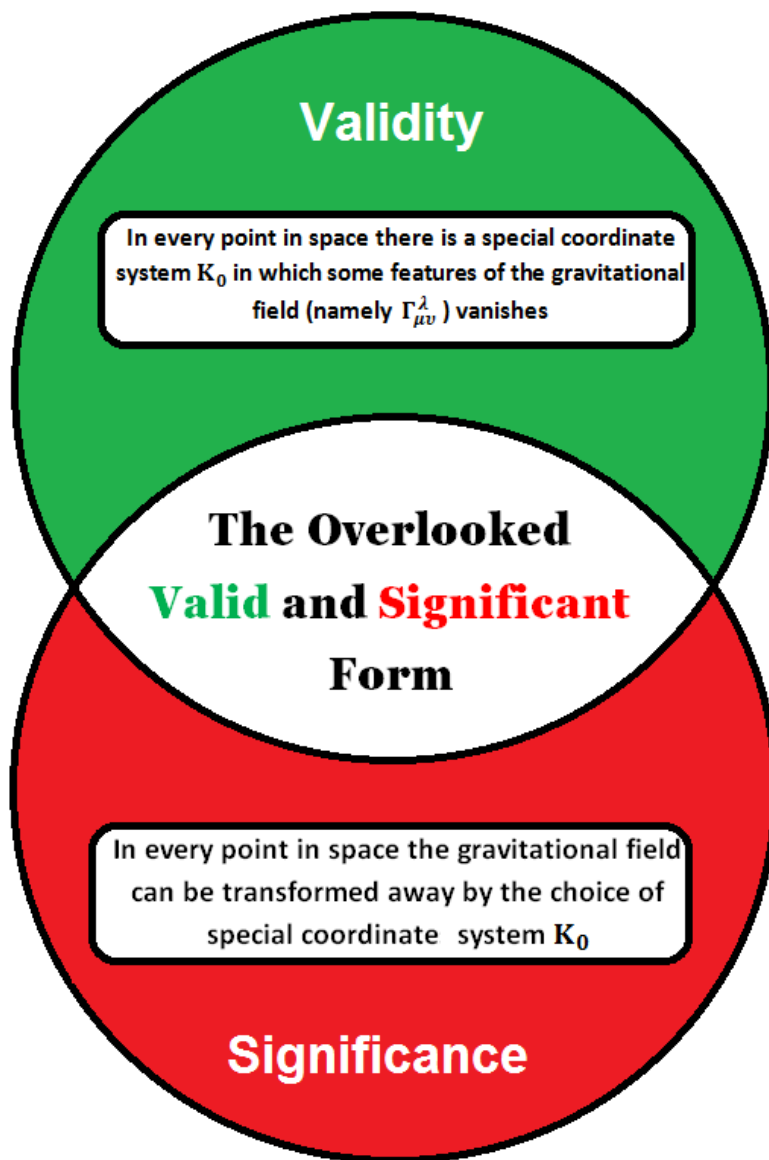 Validity
In every point in space there is a special coordinate
system K₀ in which some features of the gravitational
field (namely Γ^λ_μν ) vanishes
The Overlooked
Valid and Significant
Form
In every point in space the gravitational field
can be transformed away by the choice of
special coordinate system K₀
Significance